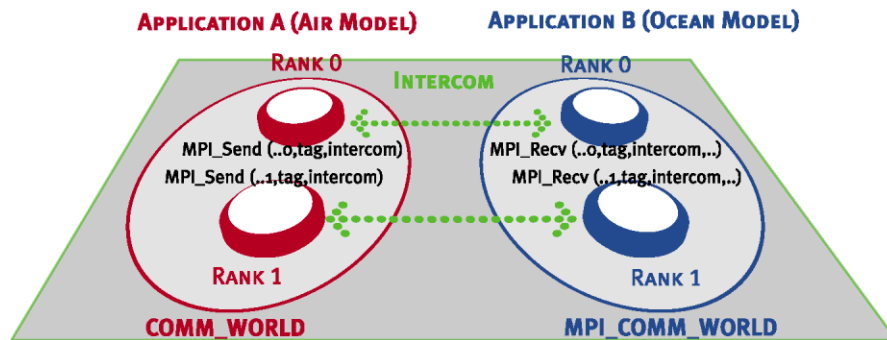 Application A (Air Model)
Application B (Ocean Model)
Rank 0
Rank 0
Intercom
MPI_Send (..0,tag,intercom)
MPI_Recv (..0,tag,intercom,..)
MPI_Send (..1,tag,intercom)
MPI_Recv (..1,tag,intercom,..)
Rank 1
Rank 1
COMM_WORLD
MPI_COMM_WORLD